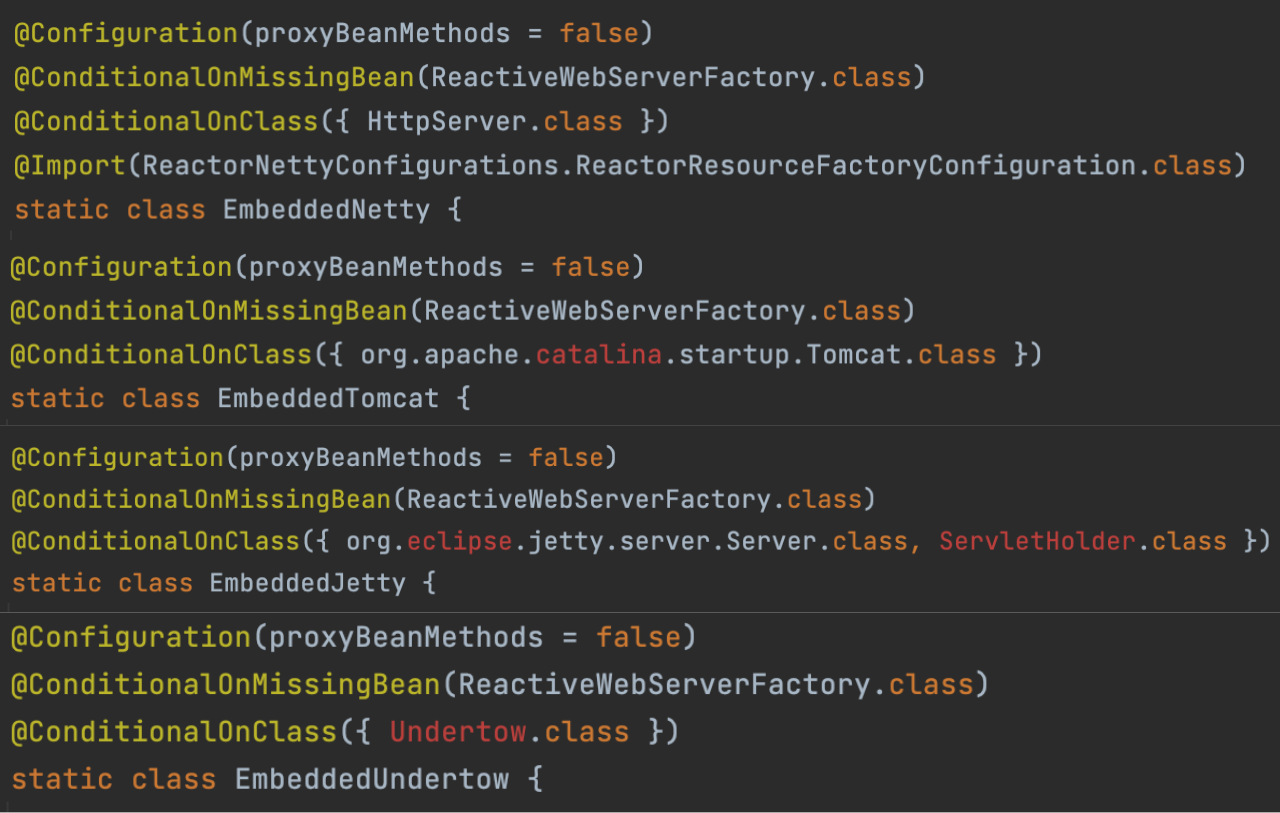 @Configuration(proxyBeanMethods = false)
@ConditionalOnMissingBean(ReactiveWebServerFactory.class)
@ConditionalOnClass({ HttpServer.class })
@Import(ReactorNettyConfigurations.ReactorResourceFactoryConfiguration.class)
static class EmbeddedNetty {
@Configuration(proxyBeanMethods = false)
@ConditionalOnMissingBean(ReactiveWebServerFactory.class)
@ConditionalOnClass({ org.apache.catalina.startup.Tomcat.class })
static class EmbeddedTomcat {
@Configuration(proxyBeanMethods = false)
@ConditionalOnMissingBean(ReactiveWebServerFactory.class)
@ConditionalOnClass({ org.eclipse.jetty.server.Server.class, ServletHolder.class })
static class EmbeddedJetty {
@Configuration(proxyBeanMethods = false)
@ConditionalOnMissingBean(ReactiveWebServerFactory.class)
@ConditionalOnClass({ Undertow.class })
static class EmbeddedUndertow {